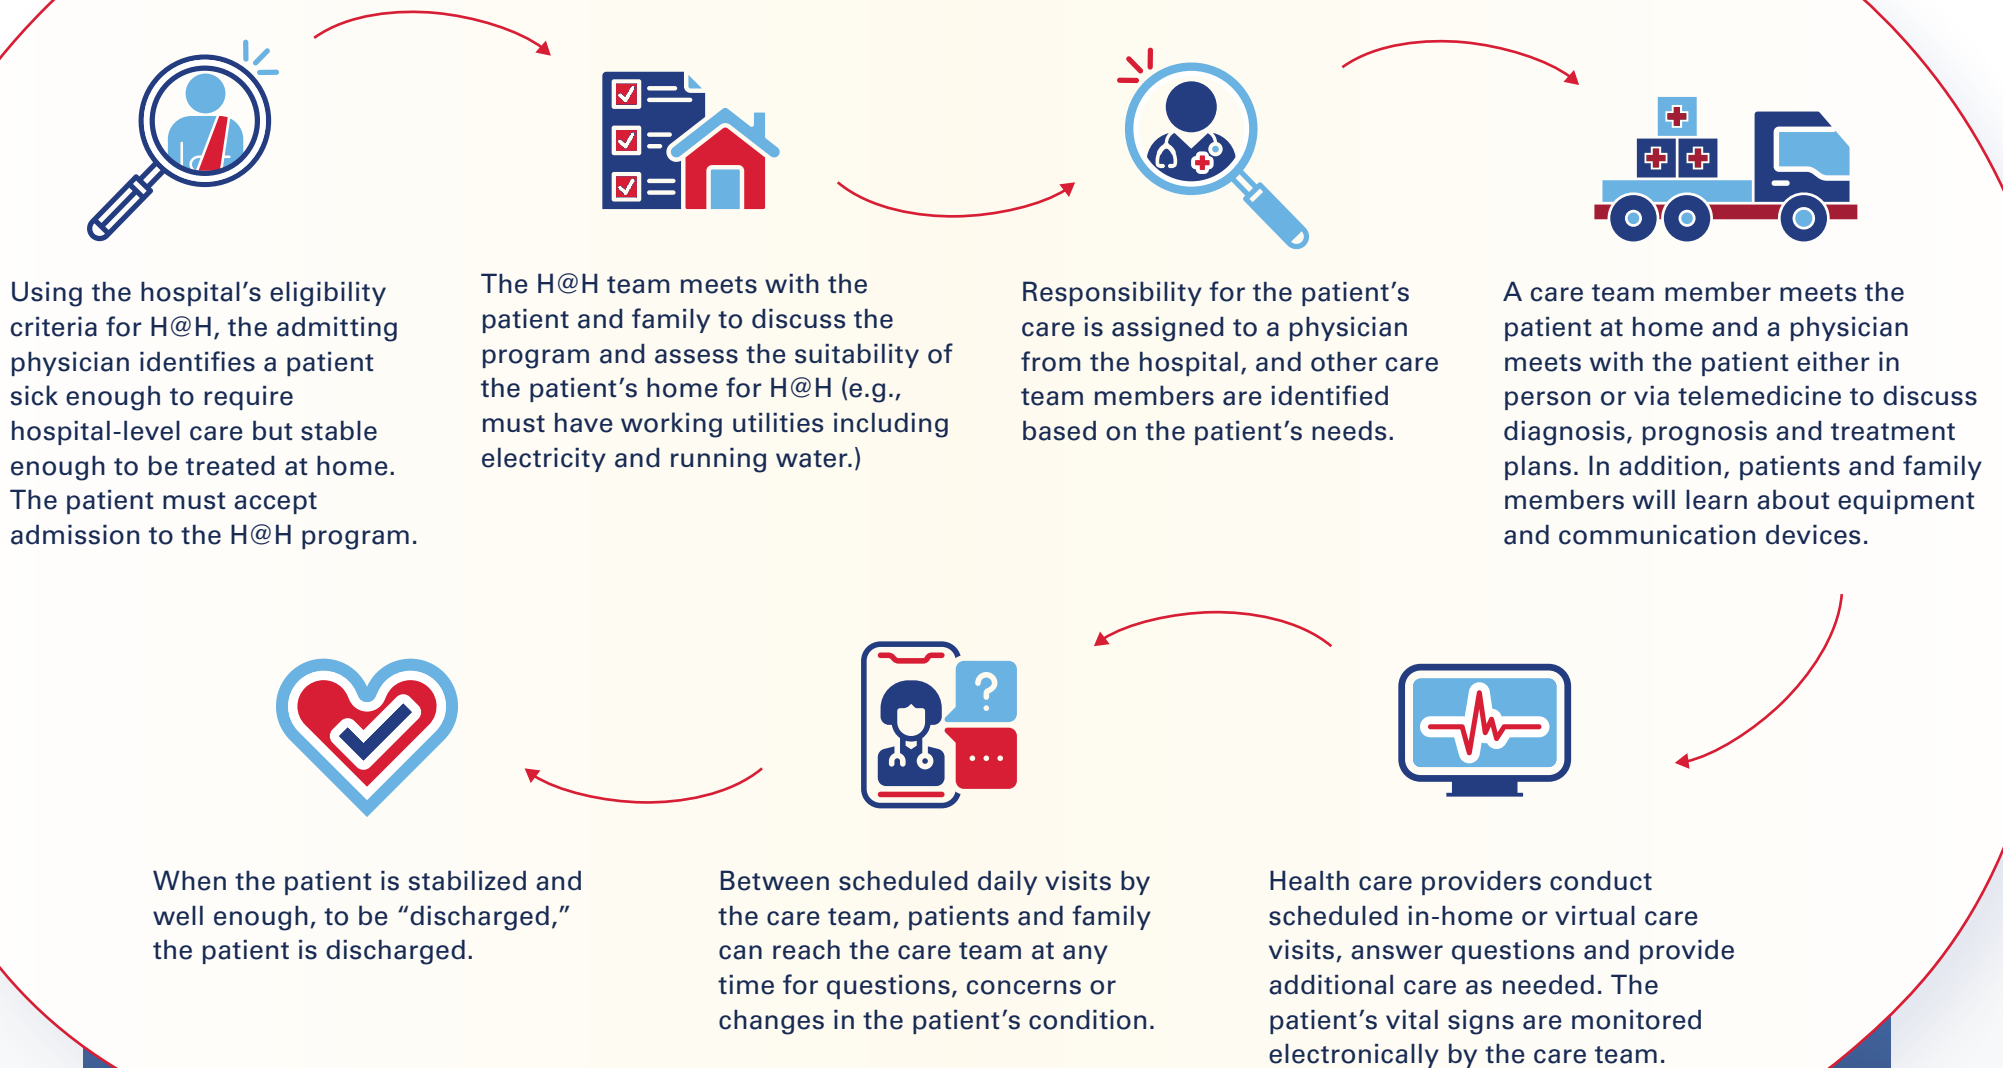 Using the hospital’s eligibility
criteria for H@H, the admitting
physician identifies a patient
sick enough to require
hospital-level care but stable
enough to be treated at home.
The patient must accept
admission to the H@H program.
The H@H team meets with the
patient and family to discuss the
program and assess the suitability of
the patient’s home for H@H (e.g.,
must have working utilities including
electricity and running water.)
Responsibility for the patient’s
care is assigned to a physician
from the hospital, and other care
team members are identified
based on the patient’s needs.
A care team member meets the
patient at home and a physician
meets with the patient either in
person or via telemedicine to discuss
diagnosis, prognosis and treatment
plans. In addition, patients and family
members will learn about equipment
and communication devices.
Health care providers conduct
scheduled in-home or virtual care
visits, answer questions and provide
additional care as needed. The
patient’s vital signs are monitored
electronically by the care team.
?
...
Between scheduled daily visits by
the care team, patients and family
can reach the care team at any
time for questions, concerns or
changes in the patient’s condition.
When the patient is stabilized and
well enough, to be “discharged,”
the patient is discharged.